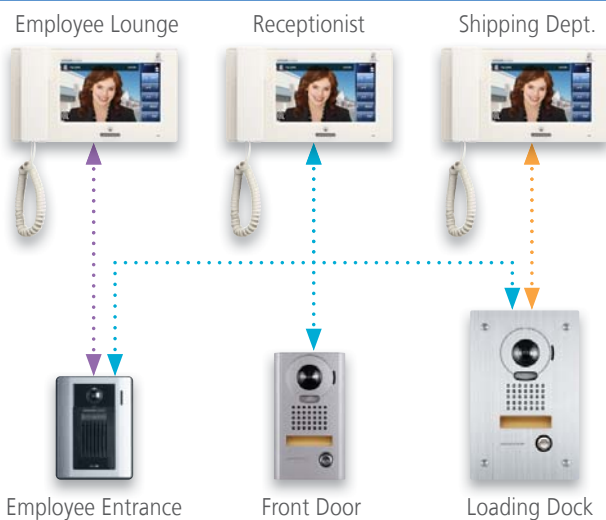 Employee Lounge
Receptionist
Shipping Dept.
Employee Entrance
Front Door
Loading Dock